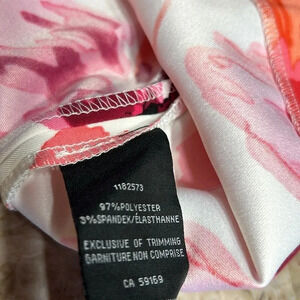 1182573
97%POLYESTER
3%SPANDEX/ÉLASTHANNE
EXCLUSIVE OF TRIMMING
GARNITURE NON COMPRISE
CA 59169